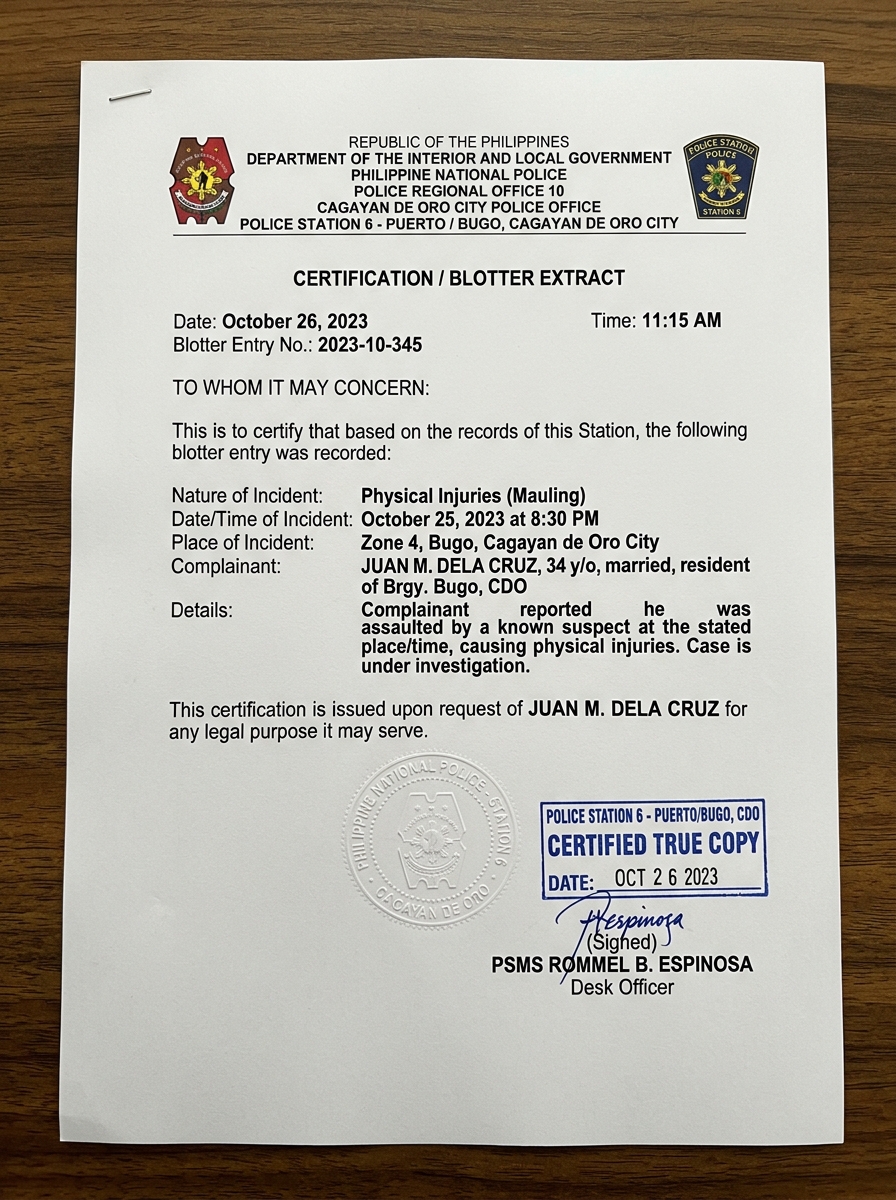 REPUBLIC OF THE PHILIPPINES
DEPARTMENT OF THE INTERIOR AND LOCAL GOVERNMENT
PHILIPPINE NATIONAL POLICE
POLICE REGIONAL OFFICE 10
CAGAYAN DE ORO CITY POLICE OFFICE
POLICE STATION 6 - PUERTO / BUGO, CAGAYAN DE ORO CITY
POLICE STATION
POLICE
STATION S
CERTIFICATION / BLOTTER EXTRACT
Date: October 26, 2023 Time: 11:15 AM
Blotter Entry No.: 2023-10-345
TO WHOM IT MAY CONCERN:
This is to certify that based on the records of this Station, the following
blotter entry was recorded:
Nature of Incident: Physical Injuries (Mauling)
Date/Time of Incident: October 25, 2023 at 8:30 PM
Place of Incident: Zone 4, Bugo, Cagayan de Oro City
Complainant: JUAN M. DELA CRUZ, 34 y/o, married, resident
of Brgy. Bugo, CDO
Details: Complainant reported he was
assaulted by a known suspect at the stated
place/time, causing physical injuries. Case is
under investigation.
This certification is issued upon request of JUAN M. DELA CRUZ for
any legal purpose it may serve.
PHILIPPINE NATIONAL POLICE - STATION 6
CAGAYAN DE ORO
POLICE STATION 6 - PUERTO/BUGO, CDO
CERTIFIED TRUE COPY
DATE: OCT 26 2023
(Signed)
PSMS ROMMEL B. ESPINOSA
Desk Officer